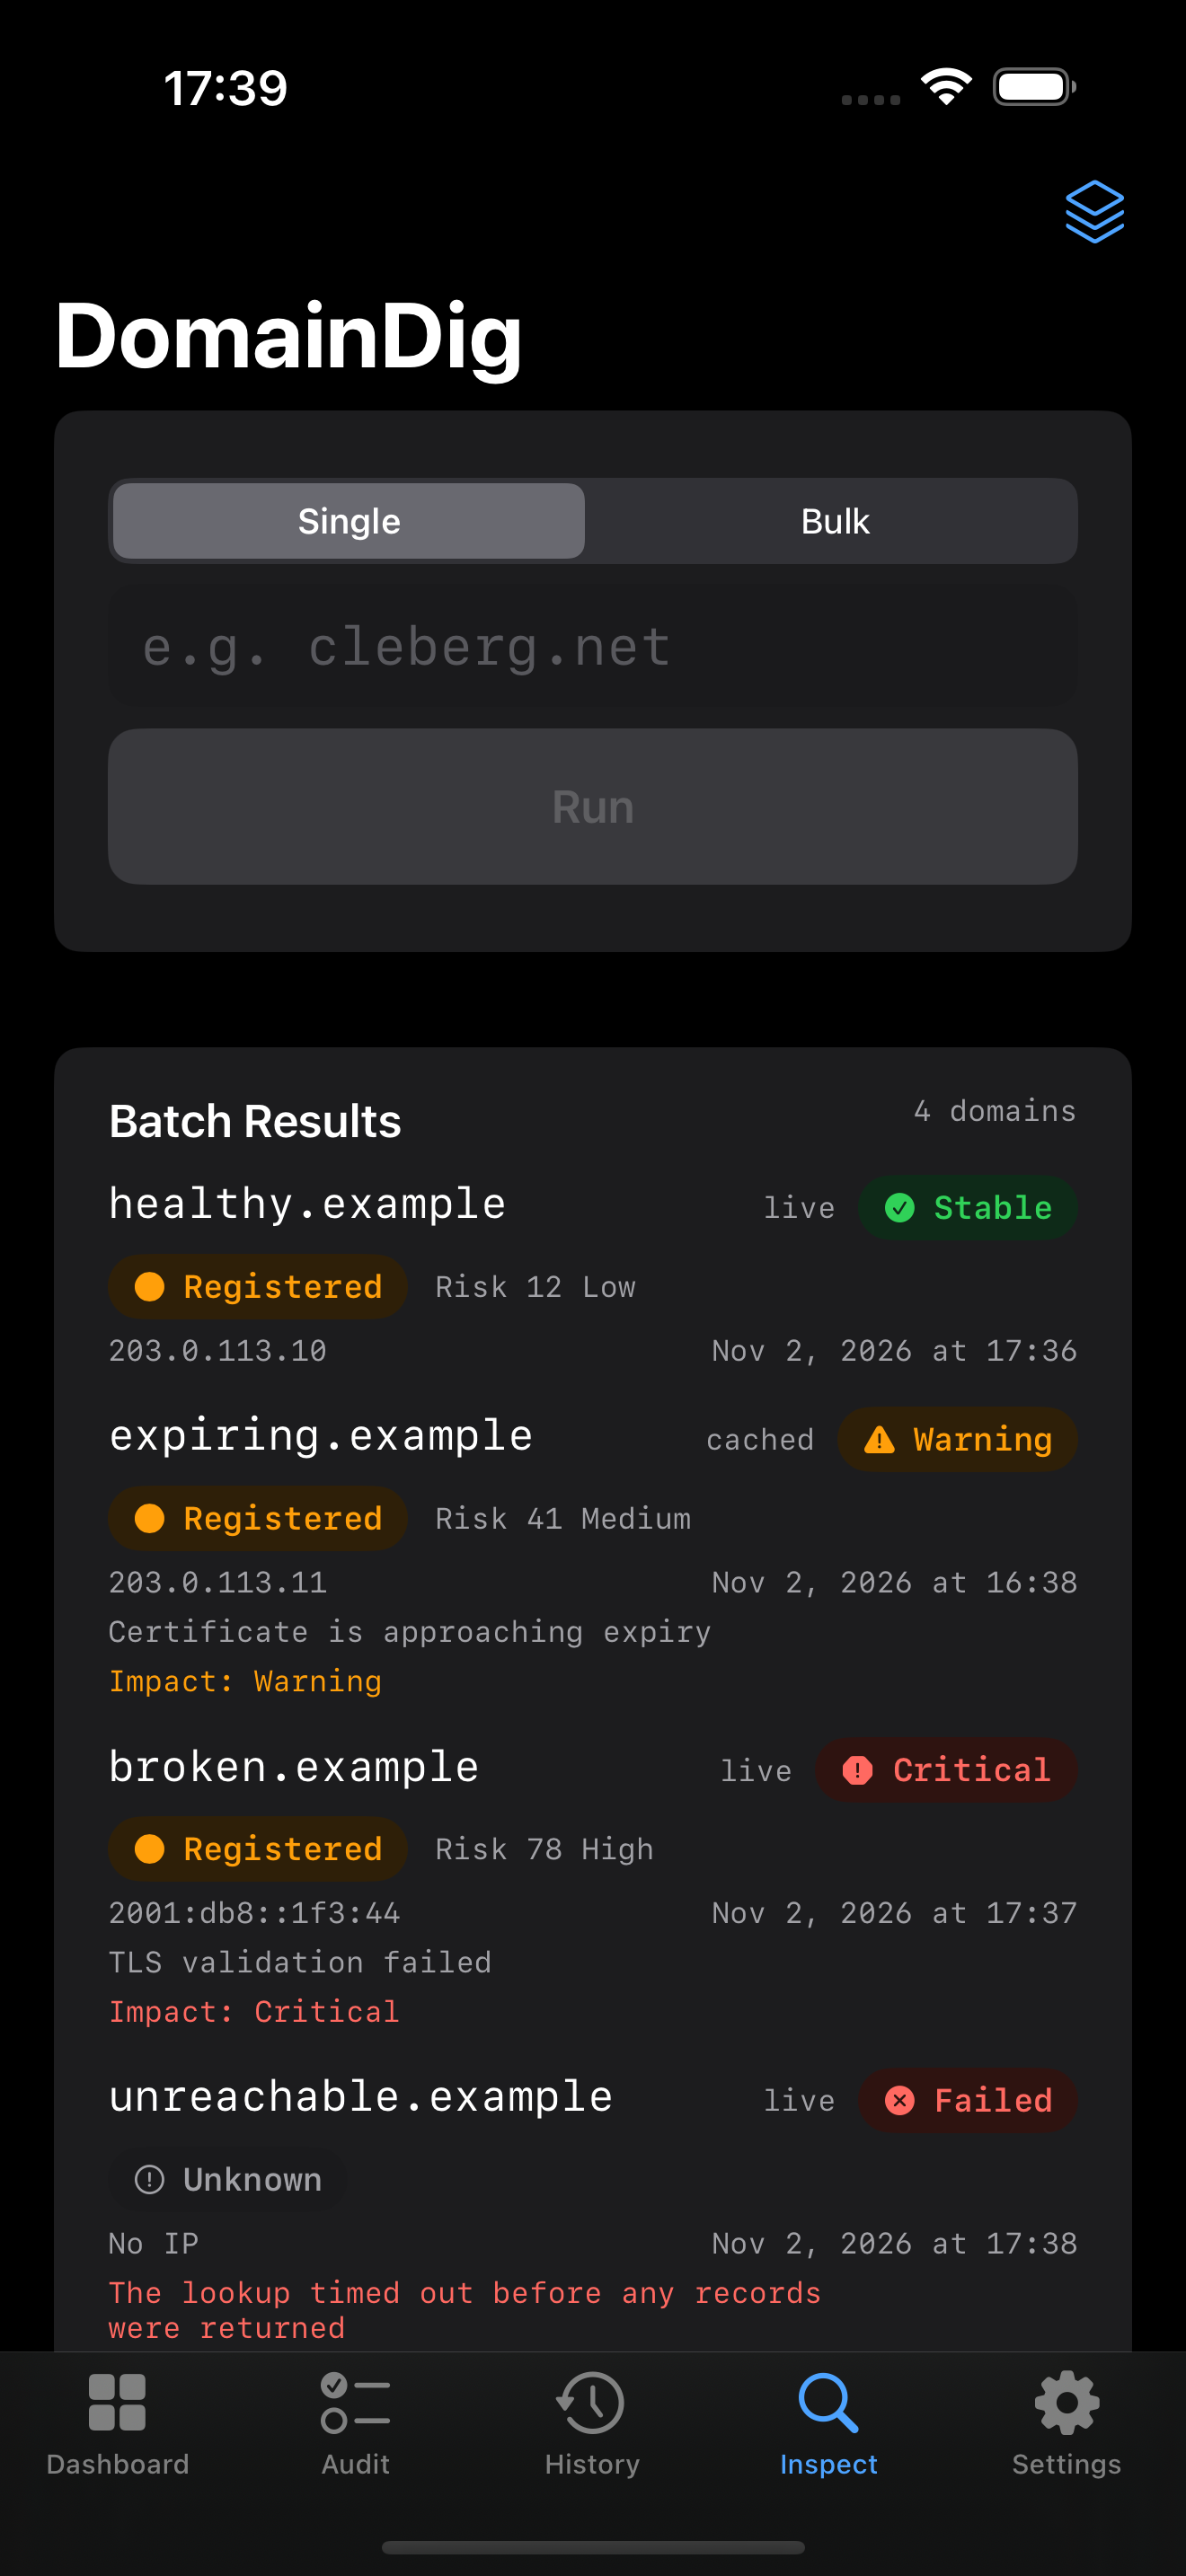 17:39
DomainDig
Single Bulk
e.g. cleberg.net
Run
Batch Results 4 domains
healthy.example live Stable
Registered Risk 12 Low
203.0.113.10 Nov 2, 2026 at 17:36
expiring.example cached Warning
Registered Risk 41 Medium
203.0.113.11 Nov 2, 2026 at 16:38
Certificate is approaching expiry
Impact: Warning
broken.example live Critical
Registered Risk 78 High
2001:db8::1f3:44 Nov 2, 2026 at 17:37
TLS validation failed
Impact: Critical
unreachable.example live Failed
Unknown
No IP Nov 2, 2026 at 17:38
The lookup timed out before any records
were returned
Dashboard Audit History Inspect Settings